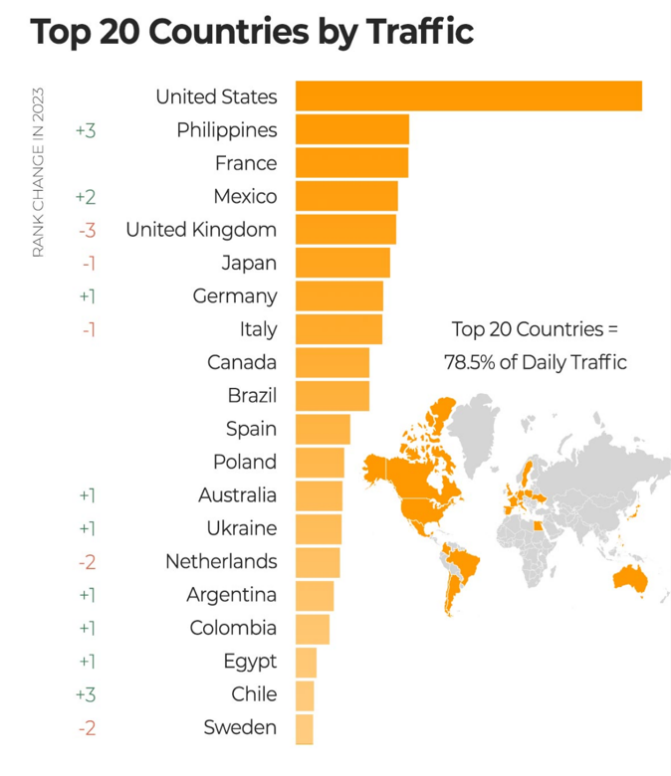 Top 20 Countries by Traffic
RANK CHANGE IN 2023
United States
+3 Philippines
France
+2 Mexico
-3 United Kingdom
-1 Japan
+1 Germany
-1 Italy
Canada
Brazil
Spain
Poland
+1 Australia
+1 Ukraine
-2 Netherlands
+1 Argentina
+1 Colombia
+1 Egypt
+3 Chile
-2 Sweden
Top 20 Countries =
78.5% of Daily Traffic